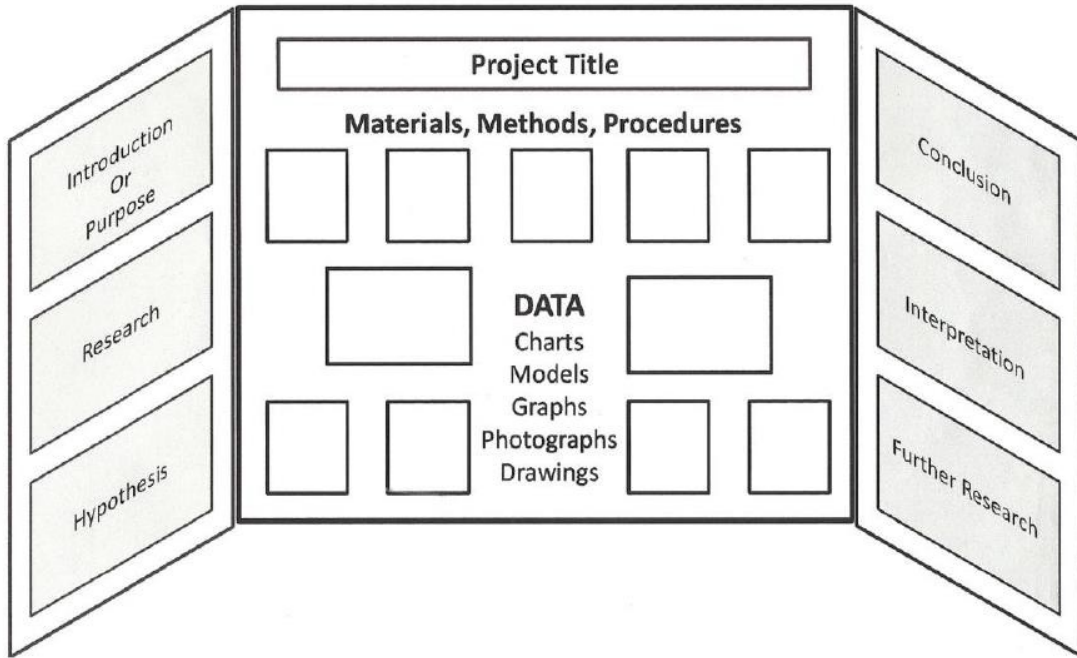 Introduction
Or
Purpose
Research
Hypothesis
Project Title
Materials, Methods, Procedures
DATA
Charts
Models
Graphs
Photographs
Drawings
Conclusion
Interpretation
Further Research